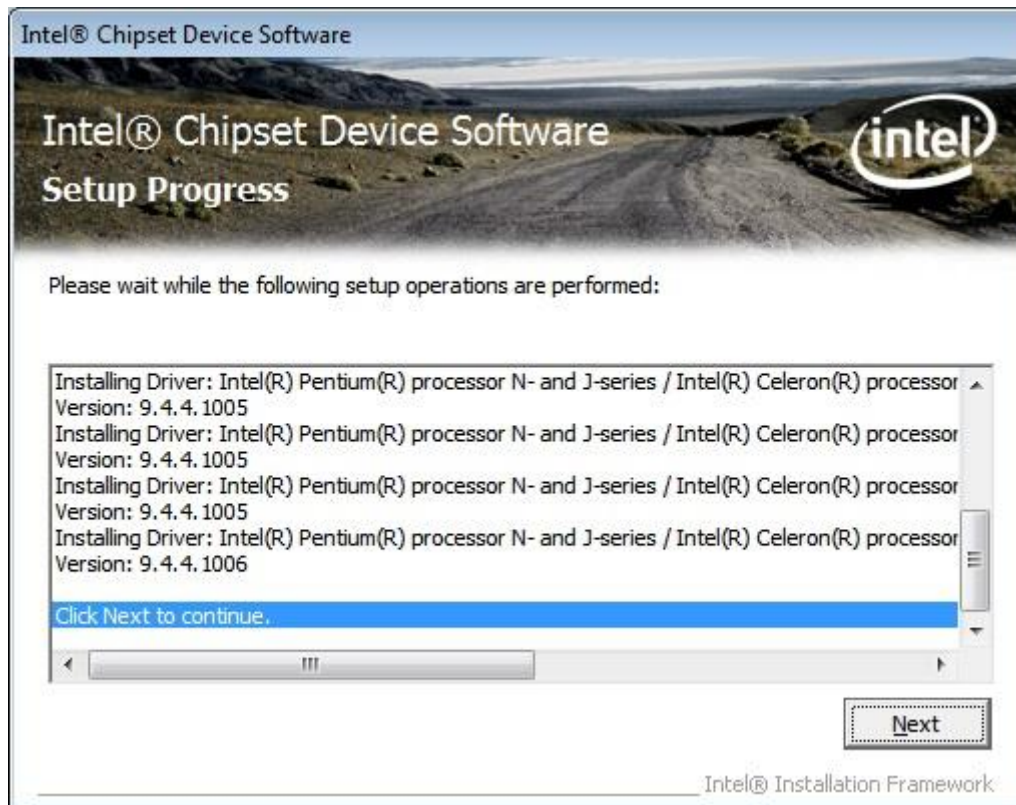 Intel® Chipset Device Software
Intel® Chipset Device Software
intel
Setup Progress
Please wait while the following setup operations are performed:
Installing Driver: Intel(R) Pentium(R) processor N- and J-series / Intel(R) Celeron(R) processor
Version: 9.4.4.1005
Installing Driver: Intel(R) Pentium(R) processor N- and J-series / Intel(R) Celeron(R) processor
Version: 9.4.4.1005
Installing Driver: Intel(R) Pentium(R) processor N- and J-series / Intel(R) Celeron(R) processor
Version: 9.4.4.1005
Installing Driver: Intel(R) Pentium(R) processor N- and J-series / Intel(R) Celeron(R) processor
Version: 9.4.4.1006
Click Next to continue.
Next
Intel® Installation Framework